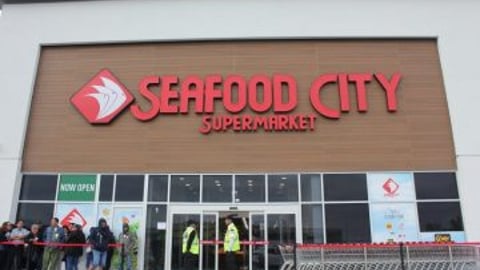 SEAFOOD CITY
SUPERMARKET
NOW OPEN